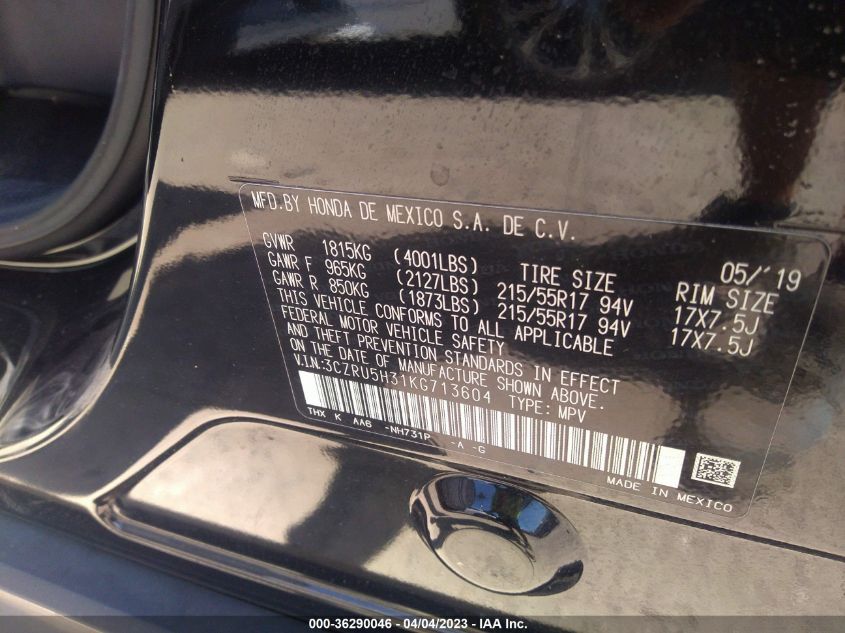 MFD.BY HONDA DE MEXICO S.A. DE C.V.
05/'19
GVWR 1815KG (4001LBS) TIRE SIZE RIM SIZE
GAWR F 965KG (2127LBS) 215/55R17 94V 17X7.5J
GAWR R 850KG (1873LBS) 215/55R17 94V 17X7.5J
THIS VEHICLE CONFORMS TO ALL APPLICABLE
FEDERAL MOTOR VEHICLE SAFETY
AND THEFT PREVENTION STANDARDS IN EFFECT
ON THE DATE OF MANUFACTURE SHOWN ABOVE.
V.I.N:3CZRU5H31KG713604 TYPE: MPV
THX K AA6 -NH731P -A -G
MADE IN MEXICO
000-36290046 - 04/04/2023 - IAA Inc.